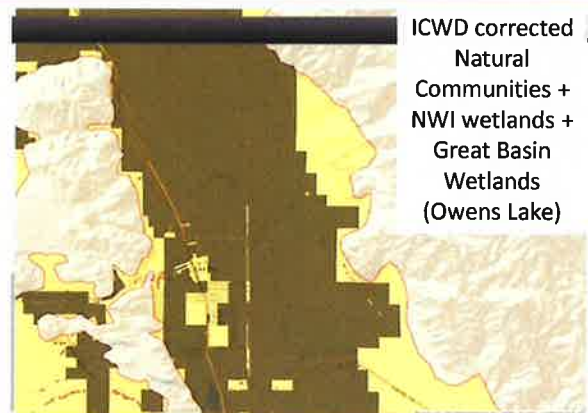 ICWD corrected
Natural
Communities +
NWI wetlands +
Great Basin
Wetlands
(Owens Lake)